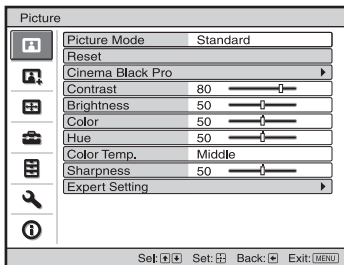 Picture
Picture Mode Standard
Reset
Cinema Black Pro
Contrast 80
Brightness 50
Color 50
Hue 50
Color Temp. Middle
Sharpness 50
Expert Setting
Sel: Set: Back: Exit: MENU